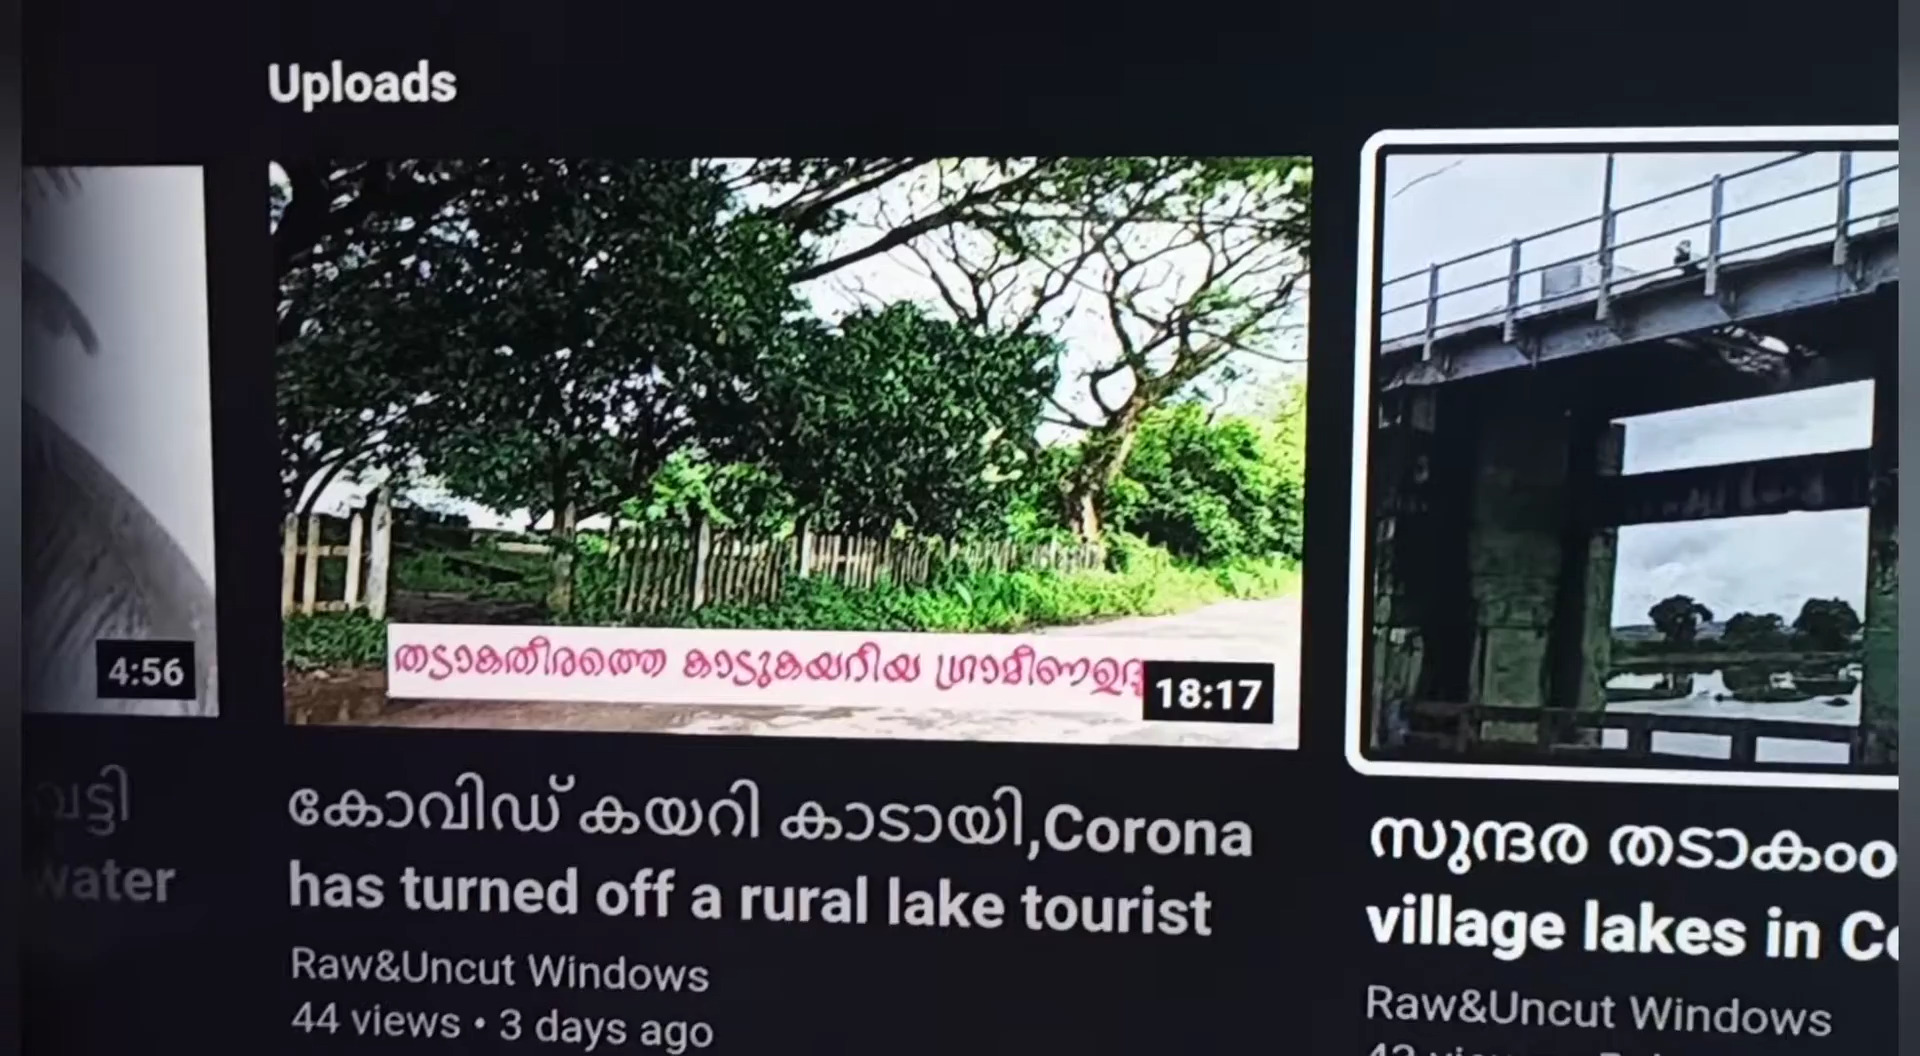 Uploads
4:56
തടാകതീരത്തെ കാടുകയറിയ ഗ്രാമീണ
18:17
വട്ടി
water
കോവിഡ് കയറി കാടായി,Corona
has turned off a rural lake tourist
Raw&Uncut Windows
44 views • 3 days ago
സുന്ദര
village lakes in
Raw&Uncut Windows